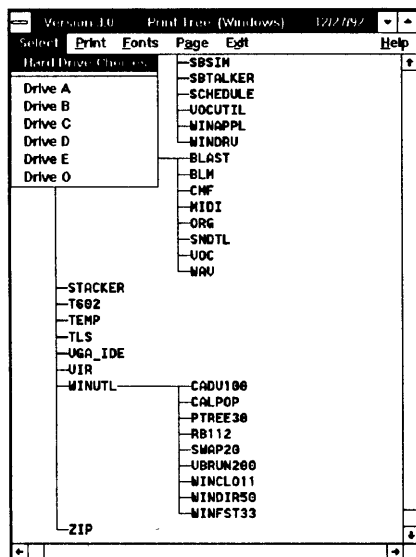 Version 3.0 Print Tree (Windows) 12/27/92
Select Print Fonts Page Exit Help
Hard Drive Choices
Drive A
Drive B
Drive C
Drive D
Drive E
Drive O
SBSIM
SBTALKER
SCHEDULE
VOCUTIL
WINAPPL
WINDRV
BLAST
BLM
CMF
MIDI
ORG
SNDTL
VOC
WAV
STACKER
T602
TEMP
TLS
VGA_IDE
VIR
WINUTL
CADV100
CALPOP
PTREE30
RB112
SWAP20
VBRUN200
WINCLO11
WINDIR50
WINFST33
ZIP